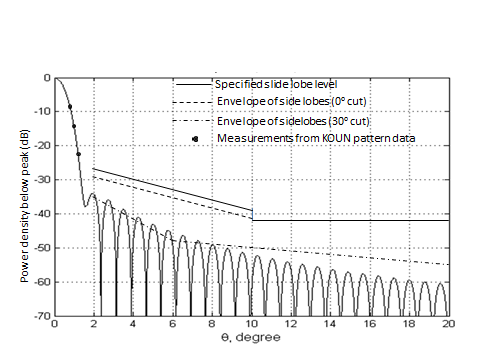 Specified slide lobe level
Envelope of side lobes (0° cut)
Envelope of sidelobes (30° cut)
Measurements from KOUN pattern data
Power density below peak (dB)
0
-10
-20
-30
-40
-50
-60
-70
0 2 4 6 8 10 12 14 16 18 20
θ, degree